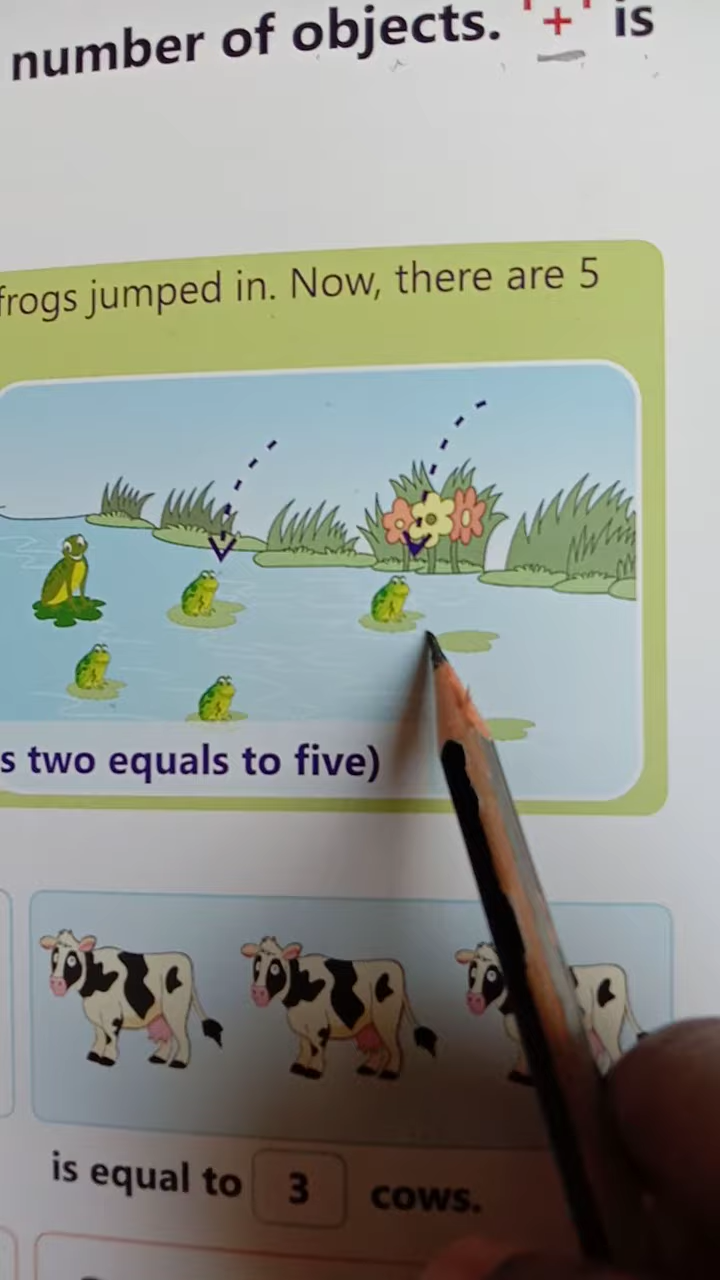 number of objects. '+' is
frogs jumped in. Now, there are 5
s two equals to five)
is equal to 3 cows.